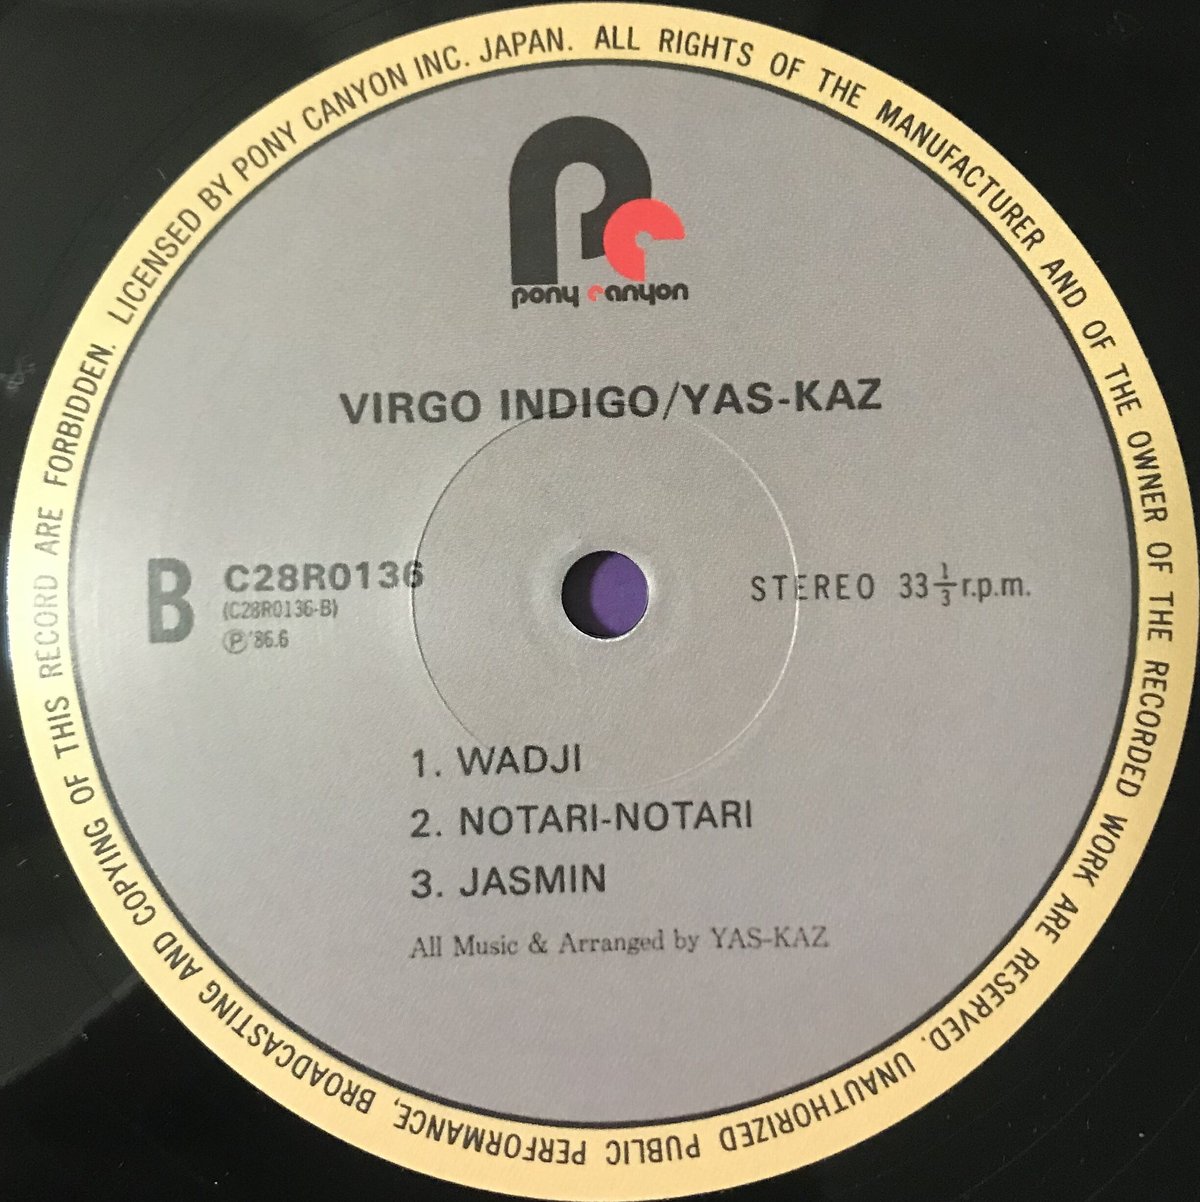 LICENSED BY PONY CANYON INC. JAPAN. ALL RIGHTS OF THE MANUFACTURER AND OF THE OWNER OF THE RECORDED WORK ARE RESERVED. UNAUTHORIZED PUBLIC PERFORMANCE, BROADCASTING AND COPYING OF THIS RECORD ARE FORBIDDEN.
pony canyon
VIRGO INDIGO/YAS-KAZ
B
C28R0136
(C28R0136-B)
Ⓟ'86.6
STEREO 33 1/3 r.p.m.
1. WADJI
2. NOTARI-NOTARI
3. JASMIN
All Music & Arranged by YAS-KAZ